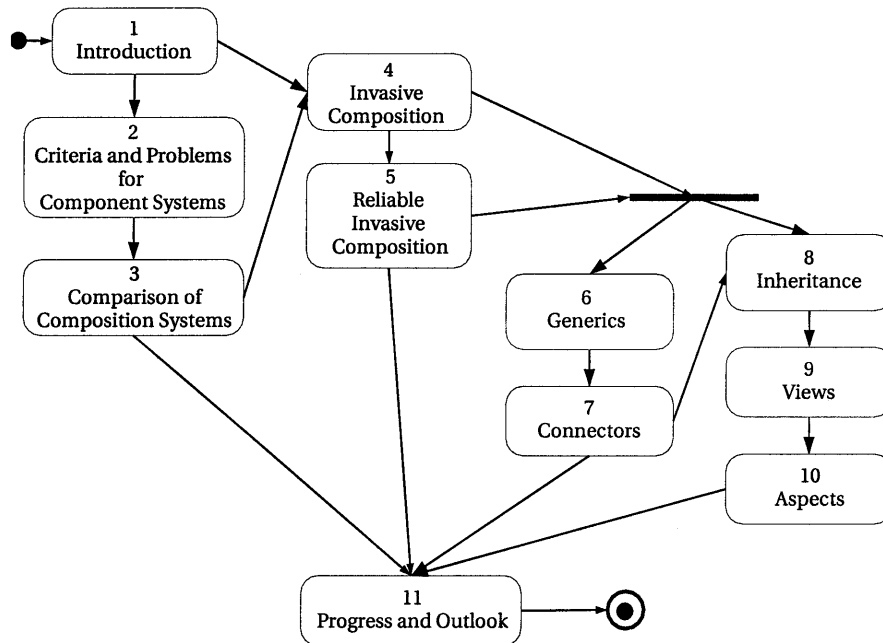 1
Introduction
2
Criteria and Problems
for
Component Systems
3
Comparison of
Composition Systems
4
Invasive
Composition
5
Reliable
Invasive
Composition
6
Generics
7
Connectors
8
Inheritance
9
Views
10
Aspects
11
Progress and Outlook